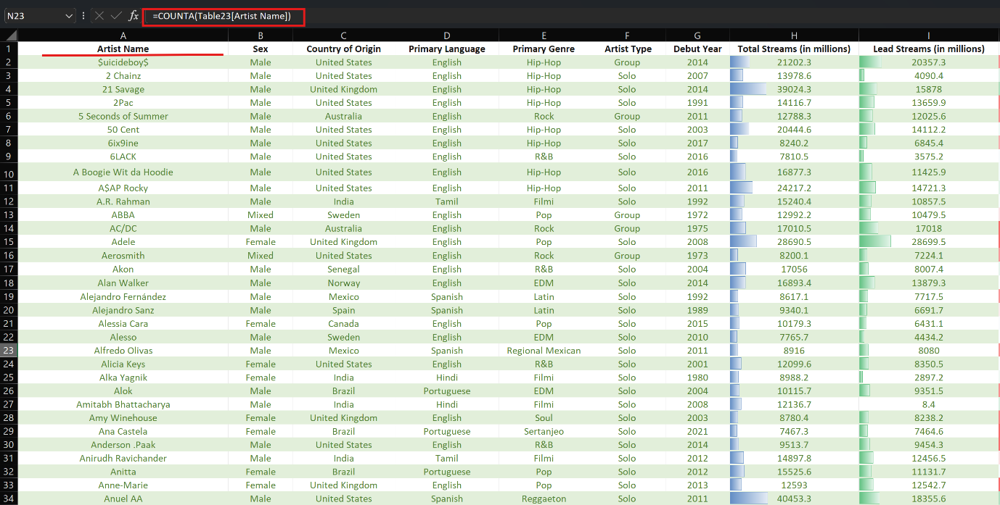 N23 fx =COUNTA(Table23[Artist Name])
A B C D E F G H I
1 Artist Name Sex Country of Origin Primary Language Primary Genre Artist Type Debut Year Total Streams (in millions) Lead Streams (in millions)
2 $uicideboy$ Male United States English Hip-Hop Group 2014 21202.3 20357.3
3 2 Chainz Male United States English Hip-Hop Solo 2007 13978.6 4090.4
4 21 Savage Male United Kingdom English Hip-Hop Solo 2014 39024.3 15878
5 2Pac Male United States English Hip-Hop Solo 1991 14116.7 13659.9
6 5 Seconds of Summer Male Australia English Rock Group 2011 12788.3 12025.6
7 50 Cent Male United States English Hip-Hop Solo 2003 20444.6 14112.2
8 6ix9ine Male United States English Hip-Hop Solo 2017 8240.2 6845.4
9 6LACK Male United States English R&B Solo 2016 7810.5 3575.2
10 A Boogie Wit da Hoodie Male United States English Hip-Hop Solo 2016 16877.3 11425.9
11 A$AP Rocky Male United States English Hip-Hop Solo 2011 24217.2 14721.3
12 A.R. Rahman Male India Tamil Filmi Solo 1992 15240.4 10857.5
13 ABBA Mixed Sweden English Pop Group 1972 12992.2 10479.5
14 AC/DC Male Australia English Rock Group 1975 17010.5 17018
15 Adele Female United Kingdom English Pop Solo 2008 28690.5 28699.5
16 Aerosmith Mixed United States English Rock Group 1973 8200.1 7224.1
17 Akon Male Senegal English R&B Solo 2004 17056 8007.4
18 Alan Walker Male Norway English EDM Solo 2014 16893.4 13879.3
19 Alejandro Fernández Male Mexico Spanish Latin Solo 1992 8617.1 7717.5
20 Alejandro Sanz Male Spain Spanish Latin Solo 1989 9340.1 6691.7
21 Alessia Cara Female Canada English Pop Solo 2015 10179.3 6431.1
22 Alesso Male Sweden English EDM Solo 2010 7765.7 4434.2
23 Alfredo Olivas Male Mexico Spanish Regional Mexican Solo 2011 8916 8080
24 Alicia Keys Female United States English R&B Solo 2001 12099.6 8350.5
25 Alka Yagnik Female India Hindi Filmi Solo 1980 8988.2 2897.2
26 Alok Male Brazil Portuguese EDM Solo 2004 10115.7 9351.5
27 Amitabh Bhattacharya Male India Hindi Filmi Solo 2008 12136.7 8.4
28 Amy Winehouse Female United Kingdom English Soul Solo 2003 8780.4 8238.2
29 Ana Castela Female Brazil Portuguese Sertanjeo Solo 2021 7467.3 7464.6
30 Anderson .Paak Male United States English R&B Solo 2014 9513.7 9454.3
31 Anirudh Ravichander Male India Tamil Filmi Solo 2012 14897.8 12456.5
32 Anitta Female Brazil Portuguese Pop Solo 2012 15525.6 11131.7
33 Anne-Marie Female United Kingdom English Pop Solo 2013 12593 12542.7
34 Anuel AA Male United States Spanish Reggaeton Solo 2011 40453.3 18355.6